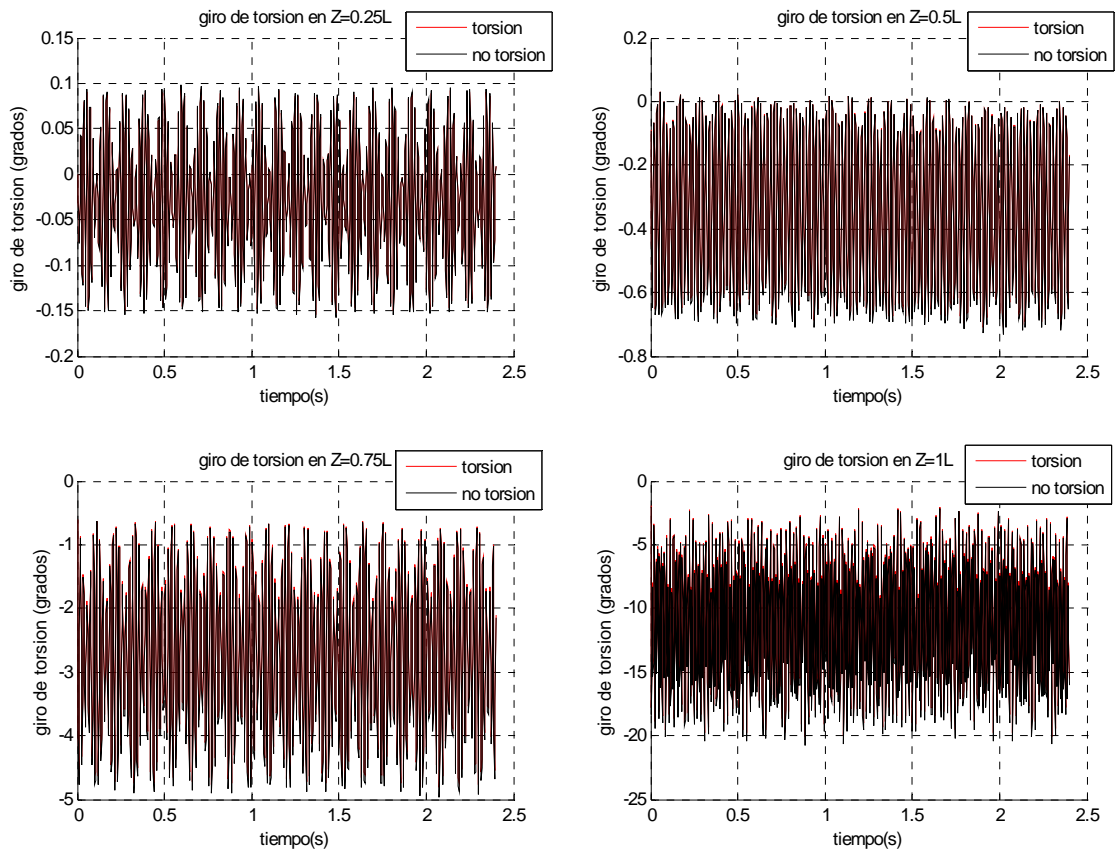 giro de torsion en Z=0.25L
torsion
no torsion
0.15
0.1
0.05
0
-0.05
-0.1
-0.15
-0.2
giro de torsion (grados)
0 0.5 1 1.5 2 2.5
tiempo(s)
giro de torsion en Z=0.5L
torsion
no torsion
0.2
0
-0.2
-0.4
-0.6
-0.8
giro de torsion (grados)
0 0.5 1 1.5 2 2.5
tiempo(s)
giro de torsion en Z=0.75L
torsion
no torsion
0
-1
-2
-3
-4
-5
giro de torsion (grados)
0 0.5 1 1.5 2 2.5
tiempo(s)
giro de torsion en Z=1L
torsion
no torsion
0
-5
-10
-15
-20
-25
giro de torsion (grados)
0 0.5 1 1.5 2 2.5
tiempo(s)